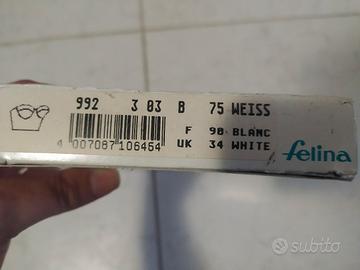 992 3 03 B 75 WEISS
F 90 BLANC
4 007087 106454 UK 34 WHITE
felina
subito